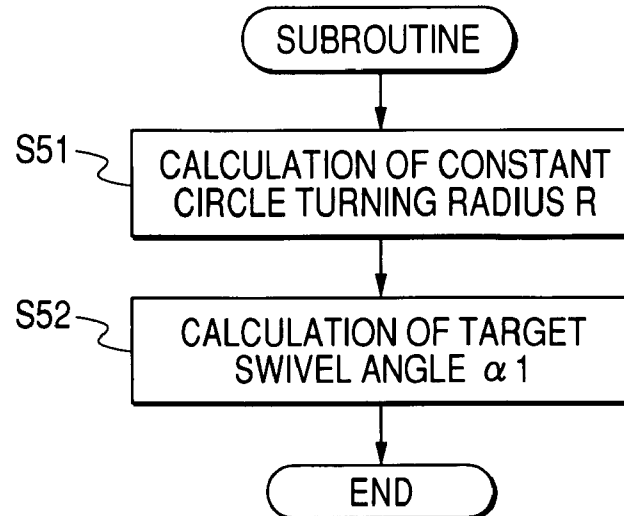 SUBROUTINE
S51
CALCULATION OF CONSTANT
CIRCLE TURNING RADIUS R
S52
CALCULATION OF TARGET
SWIVEL ANGLE α1
END